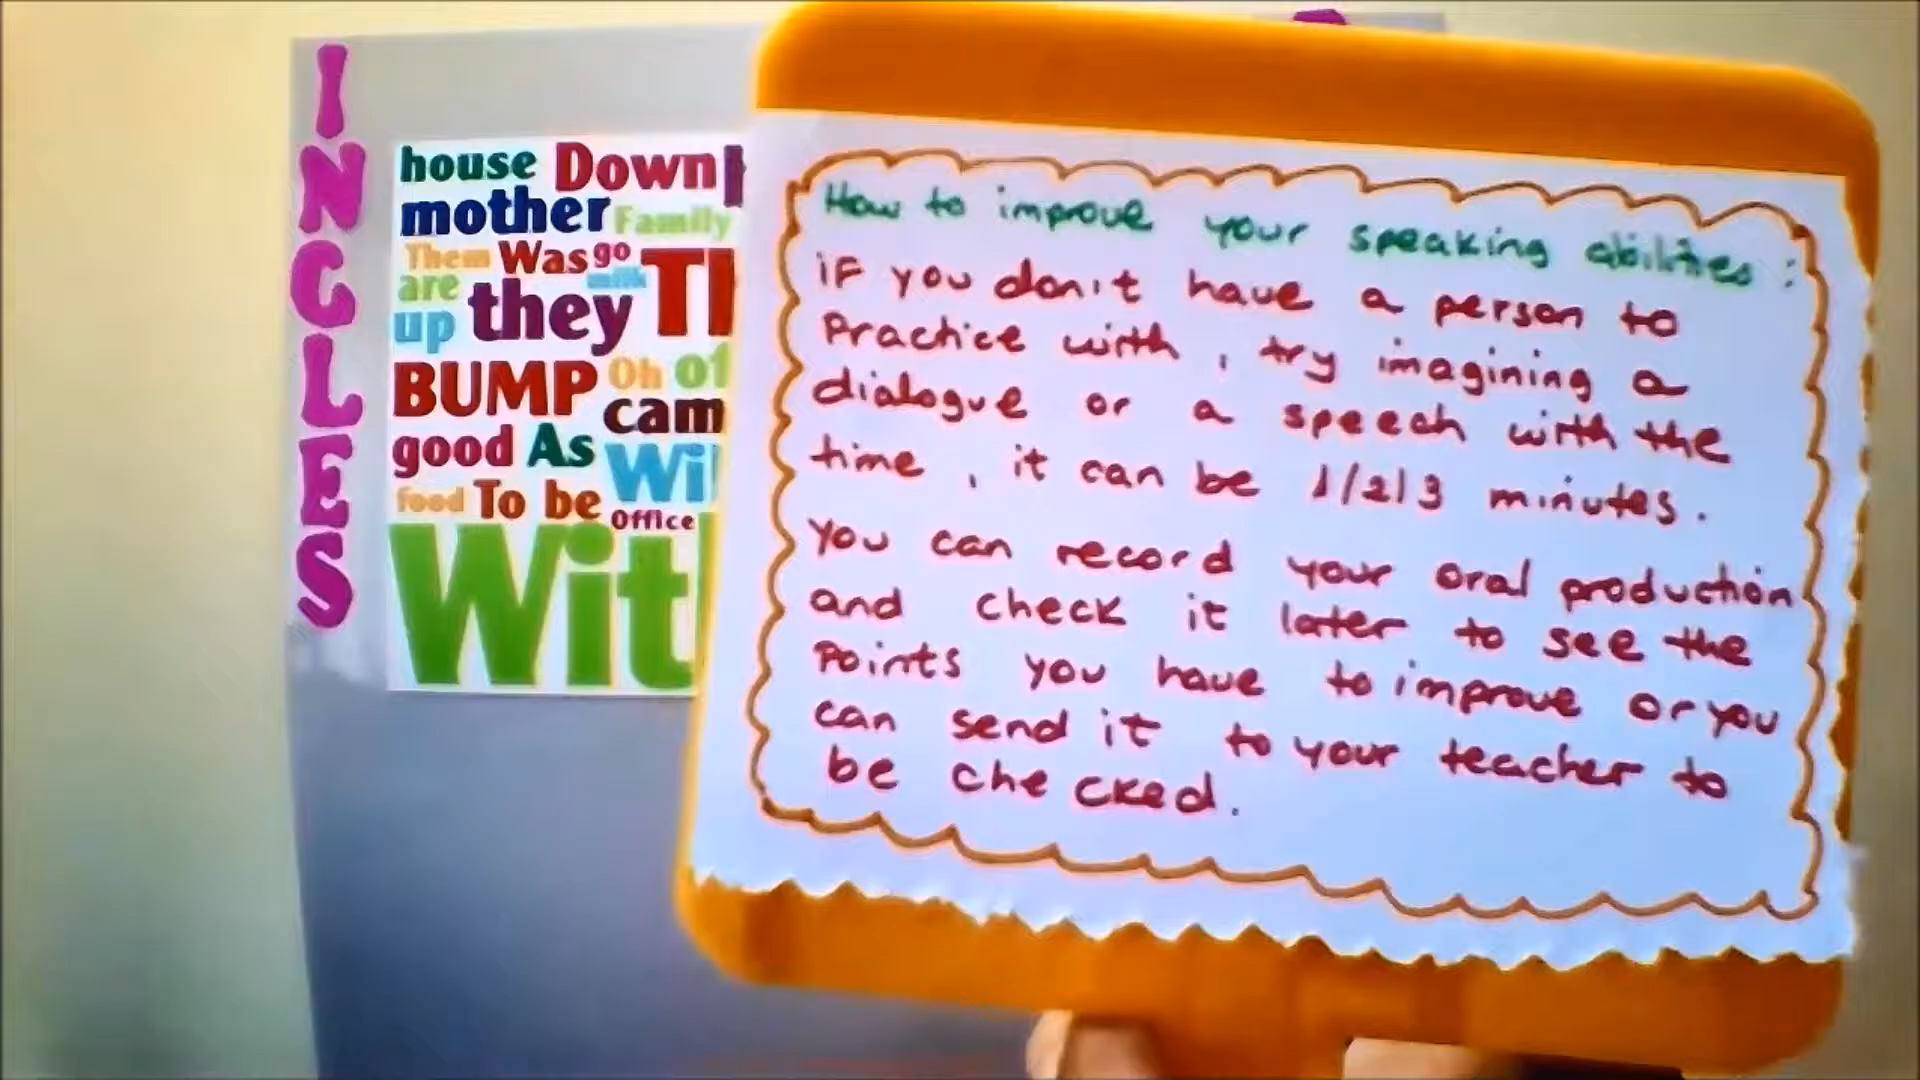 INGLES
house Down
mother Family
Them Was go
are milk
up they
BUMP Oh of
good As
food To be
Office
How to improve your speaking abilities:
if you don't have a person to
Practice with, try imagining a
dialogue or a speech with the
time, it can be 1/2/3 minutes.
You can record your oral production
and check it later to see the
Points you have to improve or you
can send it to your teacher to
be checked.